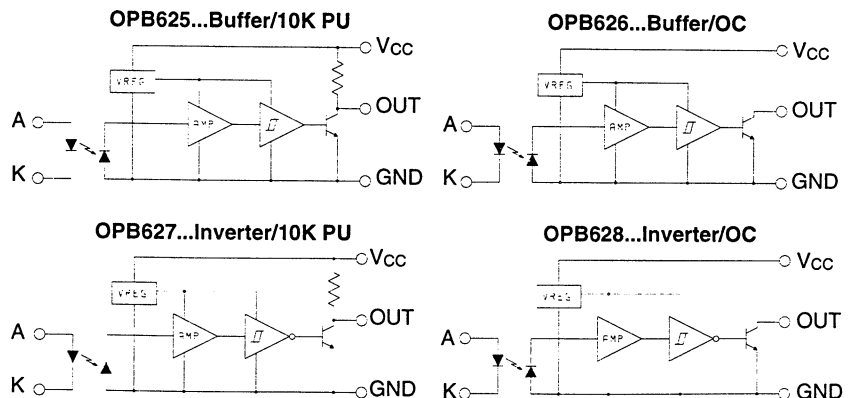 OPB625...Buffer/10K PU
VCC
VREG
OUT
A
AMP
K
GND
OPB626...Buffer/OC
VCC
VREG
OUT
A
AMP
K
GND
OPB627...Inverter/10K PU
VCC
VREG
OUT
A
AMP
K
GND
OPB628...Inverter/OC
VCC
VREG
OUT
A
AMP
K
GND